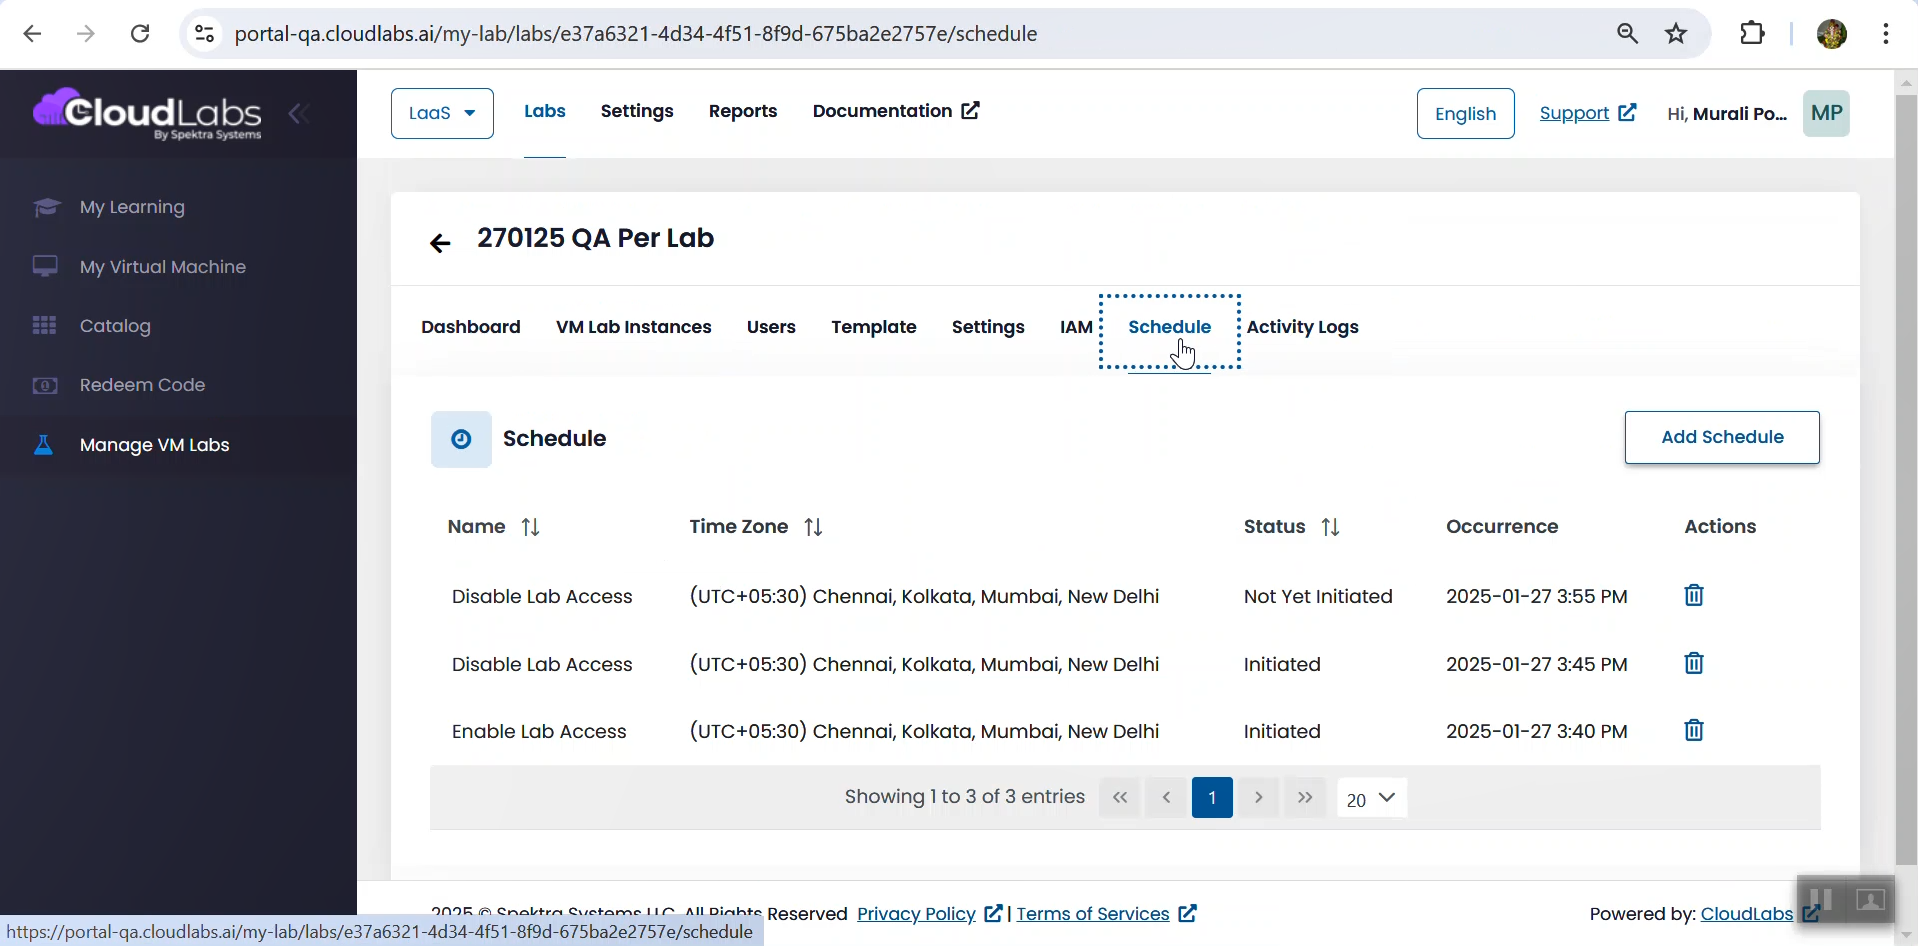 portal-qa.cloudlabs.ai/my-lab/labs/e37a6321-4d34-4f51-8f9d-675ba2e2757e/schedule
CloudLabs
By Spektra Systems
LaaS
Labs
Settings
Reports
Documentation
English
Support
Hi, Murali Po...
MP
My Learning
My Virtual Machine
Catalog
Redeem Code
Manage VM Labs
270125 QA Per Lab
Dashboard
VM Lab Instances
Users
Template
Settings
IAM
Schedule
Activity Logs
Schedule
Add Schedule
Name
Time Zone
Status
Occurrence
Actions
Disable Lab Access (UTC+05:30) Chennai, Kolkata, Mumbai, New Delhi Not Yet Initiated 2025-01-27 3:55 PM
Disable Lab Access (UTC+05:30) Chennai, Kolkata, Mumbai, New Delhi Initiated 2025-01-27 3:45 PM
Enable Lab Access (UTC+05:30) Chennai, Kolkata, Mumbai, New Delhi Initiated 2025-01-27 3:40 PM
Showing 1 to 3 of 3 entries « ‹ 1 › » 20
2025 © Spektra Systems LLC. All Rights Reserved Privacy Policy | Terms of Services
Powered by: CloudLabs
https://portal-qa.cloudlabs.ai/my-lab/labs/e37a6321-4d34-4f51-8f9d-675ba2e2757e/schedule